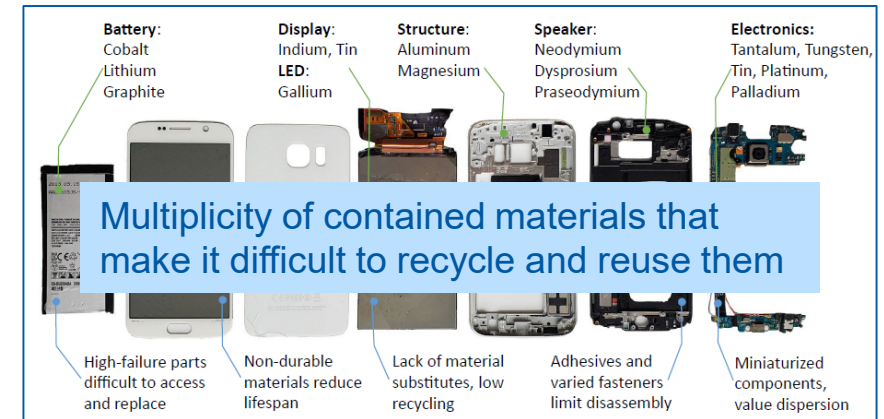 Battery:
Cobalt
Lithium
Graphite
Display:
Indium, Tin
LED:
Gallium
Structure:
Aluminum
Magnesium
Speaker:
Neodymium
Dysprosium
Praseodymium
Electronics:
Tantalum, Tungsten,
Tin, Platinum,
Palladium
Multiplicity of contained materials that
make it difficult to recycle and reuse them
High-failure parts
difficult to access
and replace
Non-durable
materials reduce
lifespan
Lack of material
substitutes, low
recycling
Adhesives and
varied fasteners
limit disassembly
Miniaturized
components,
value dispersion